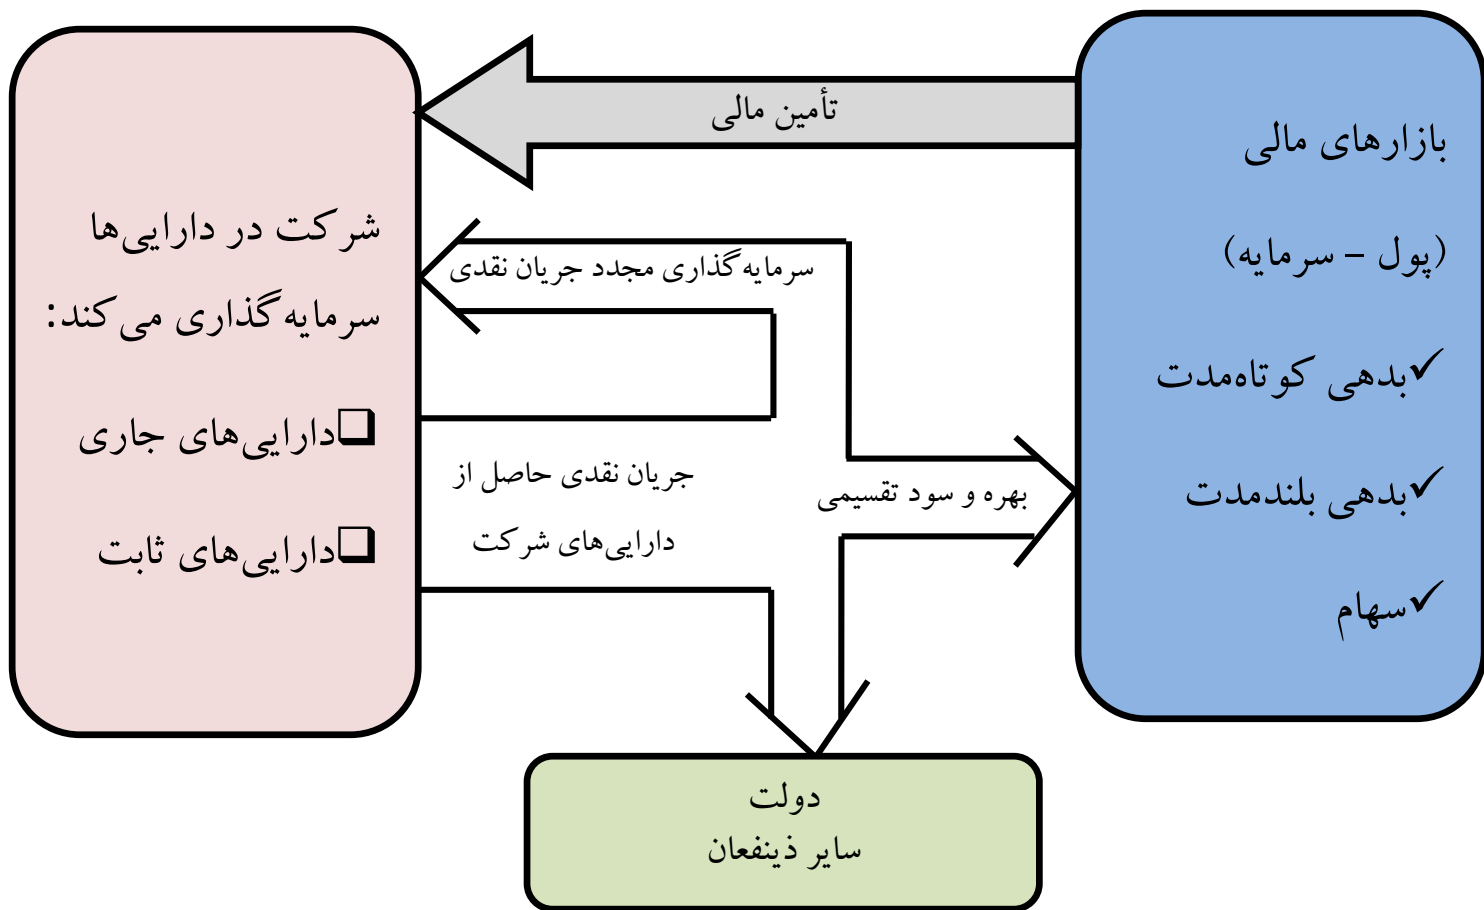 تأمین مالی
بازارهای مالی
(پول – سرمایه)
✓بدهی کوتاه‌مدت
✓بدهی بلندمدت
✓سهام
شرکت در دارایی‌ها
سرمایه‌گذاری می‌کند:
❑دارایی‌های جاری
❑دارایی‌های ثابت
سرمایه‌گذاری مجدد جریان نقدی
جریان نقدی حاصل از
دارایی‌های شرکت
بهره و سود تقسیمی
دولت
سایر ذینفعان